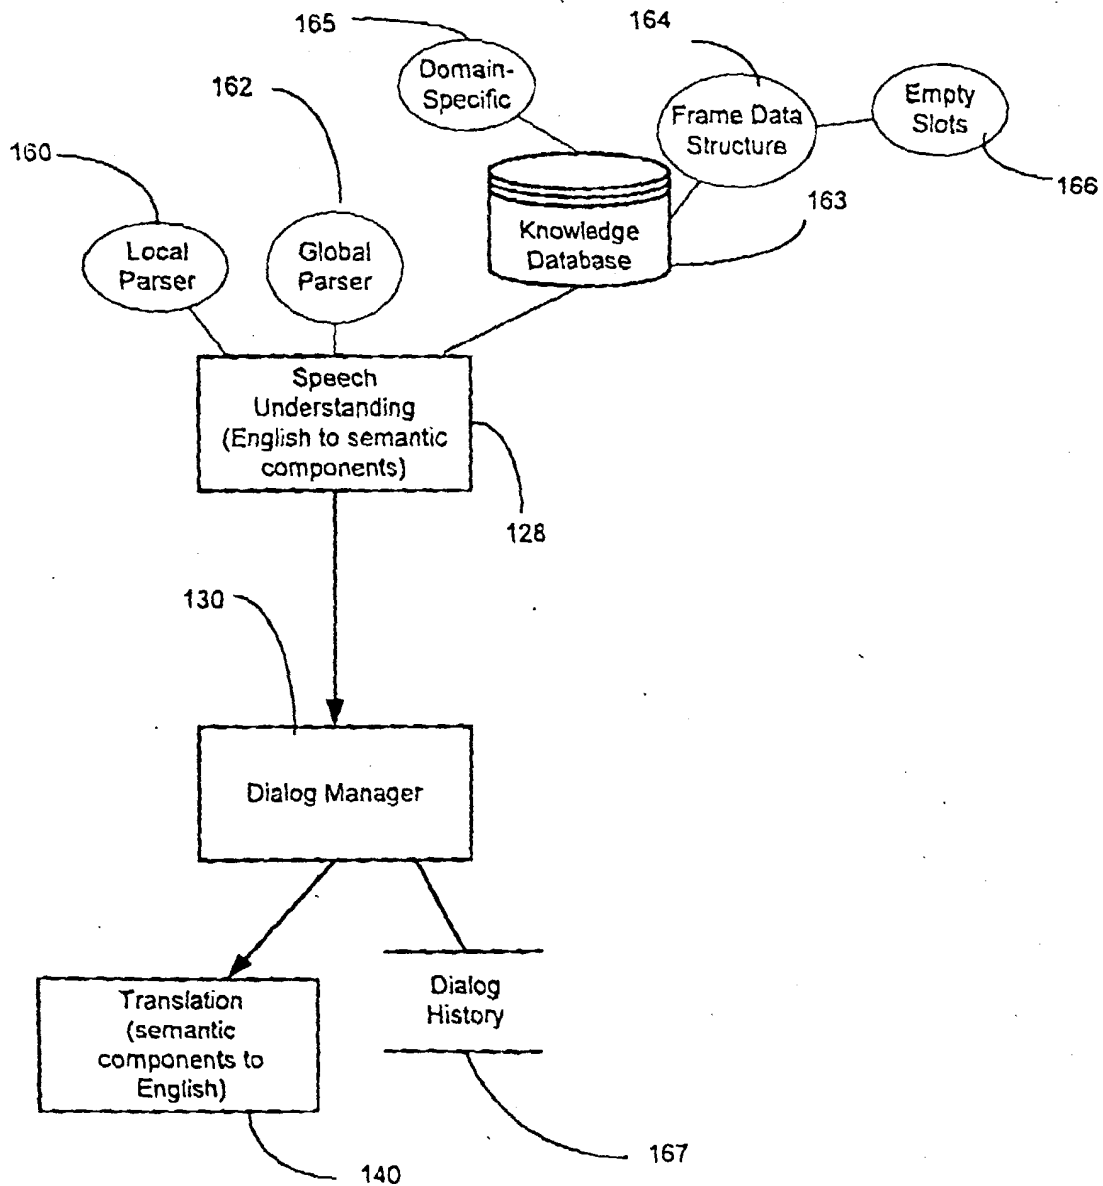 165
164
Domain-
Specific
162
Frame Data
Structure
Empty
Slots
160
166
163
Local
Parser
Global
Parser
Knowledge
Database
Speech
Understanding
(English to semantic
components)
128
130
Dialog Manager
Translation
(semantic
components to
English)
Dialog
History
167
140